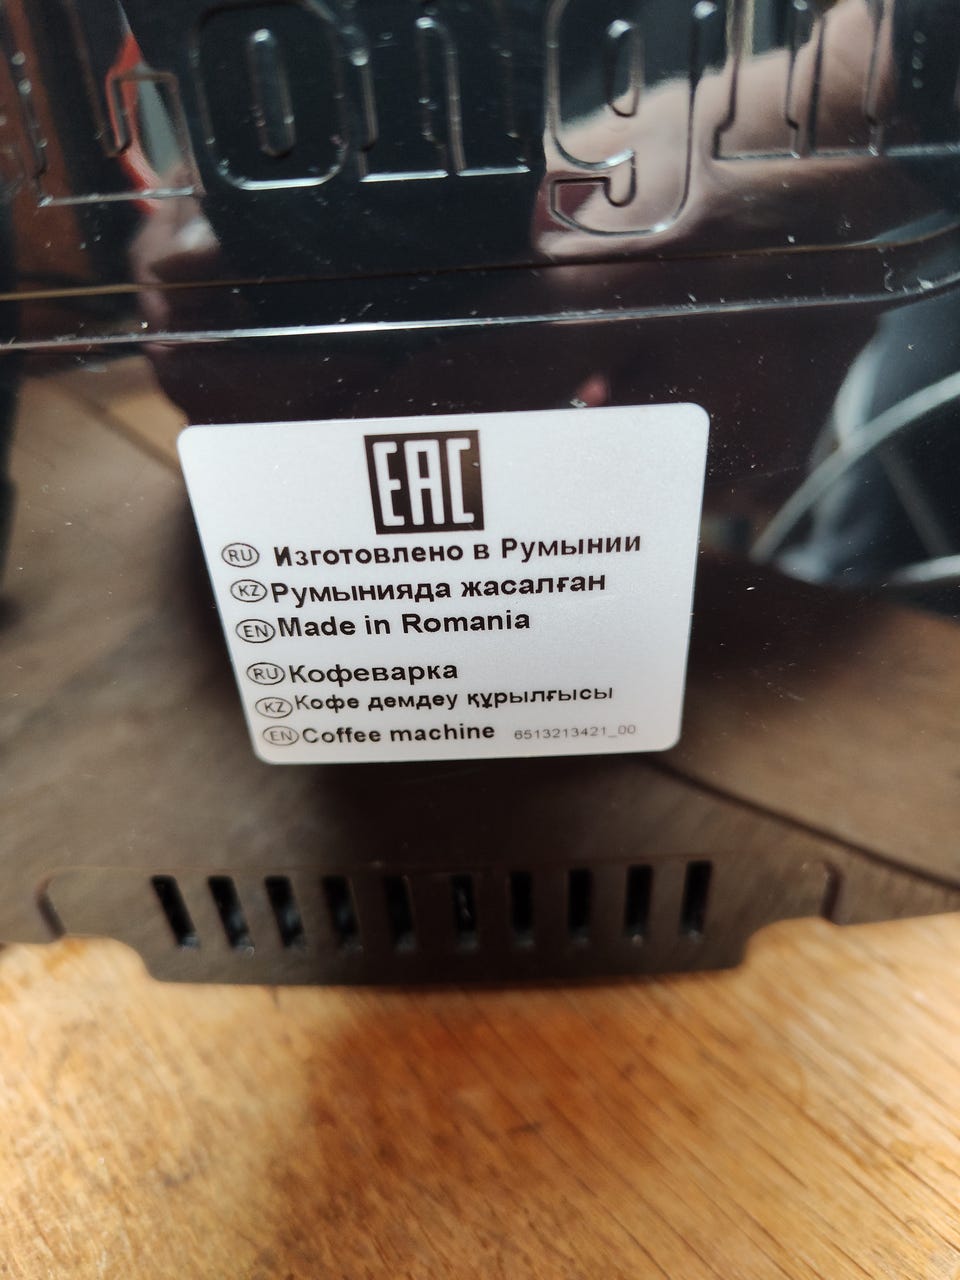 longh
EAC
RU Изготовлено в Румынии
KZ Румынияда жасалған
EN Made in Romania
RU Кофеварка
KZ Кофе демдеу құрылғысы
EN Coffee machine 6513213421_00